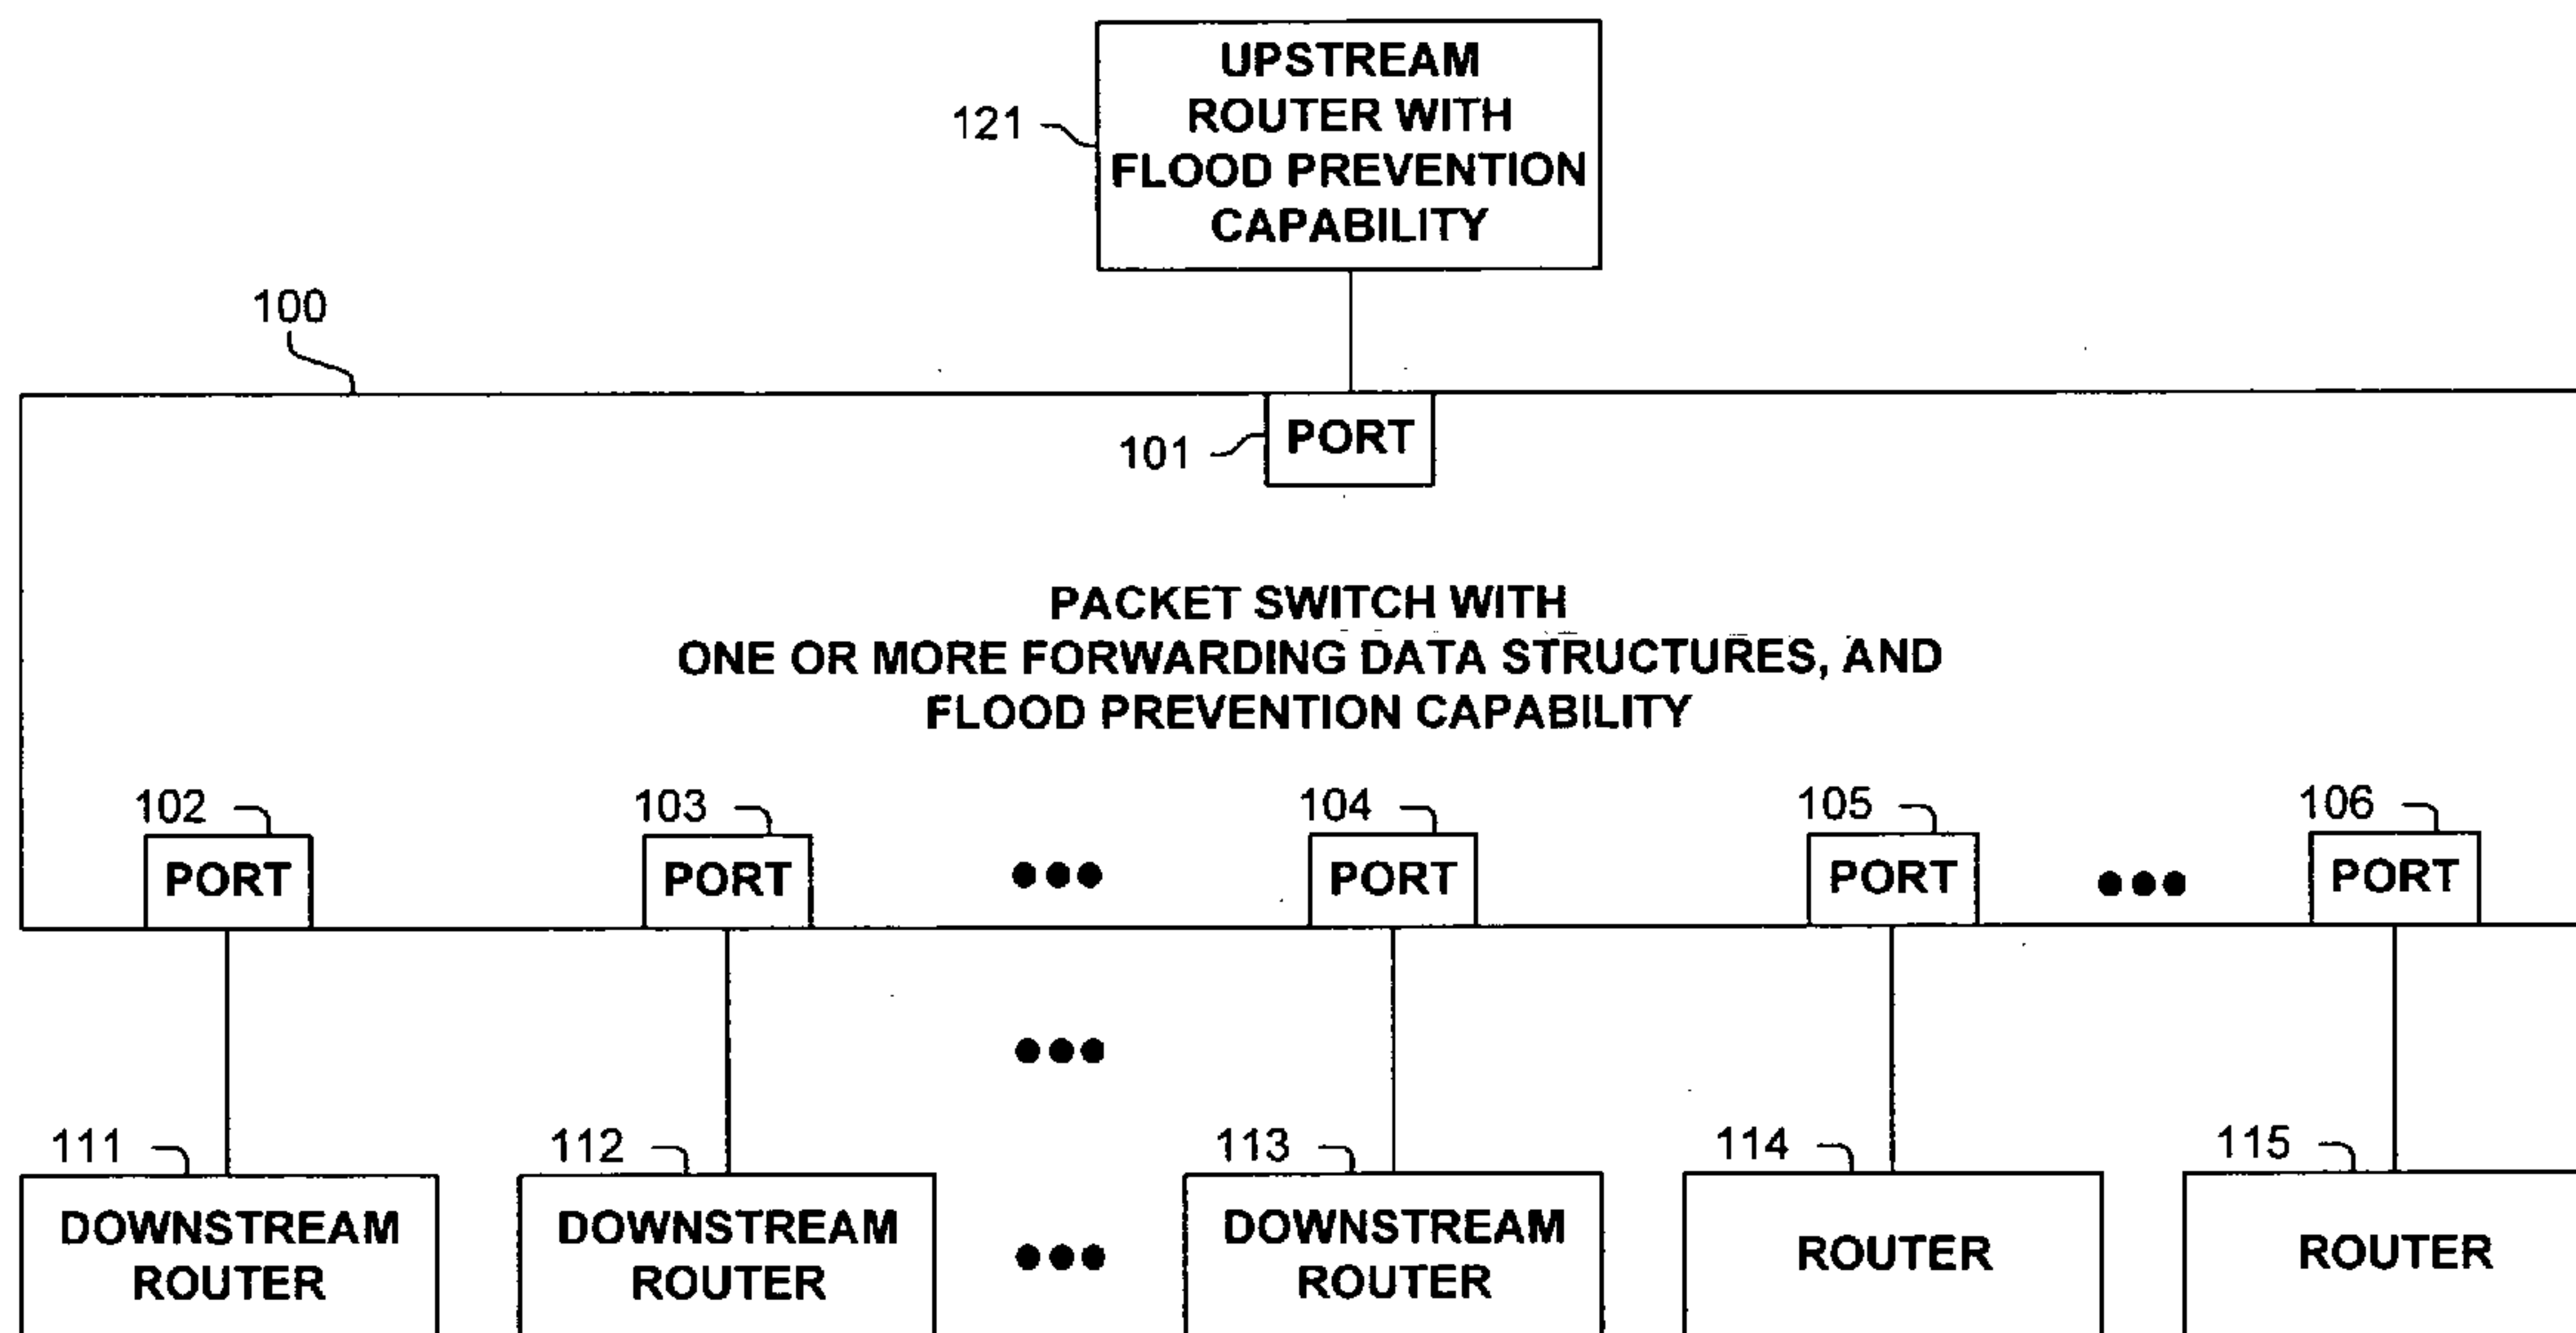 UPSTREAM
ROUTER WITH
FLOOD PREVENTION
CAPABILITY
121
100
101
PORT
PACKET SWITCH WITH
ONE OR MORE FORWARDING DATA STRUCTURES, AND
FLOOD PREVENTION CAPABILITY
102
103
104
105
106
PORT
PORT
PORT
PORT
PORT
111
112
113
114
115
DOWNSTREAM
ROUTER
DOWNSTREAM
ROUTER
DOWNSTREAM
ROUTER
ROUTER
ROUTER